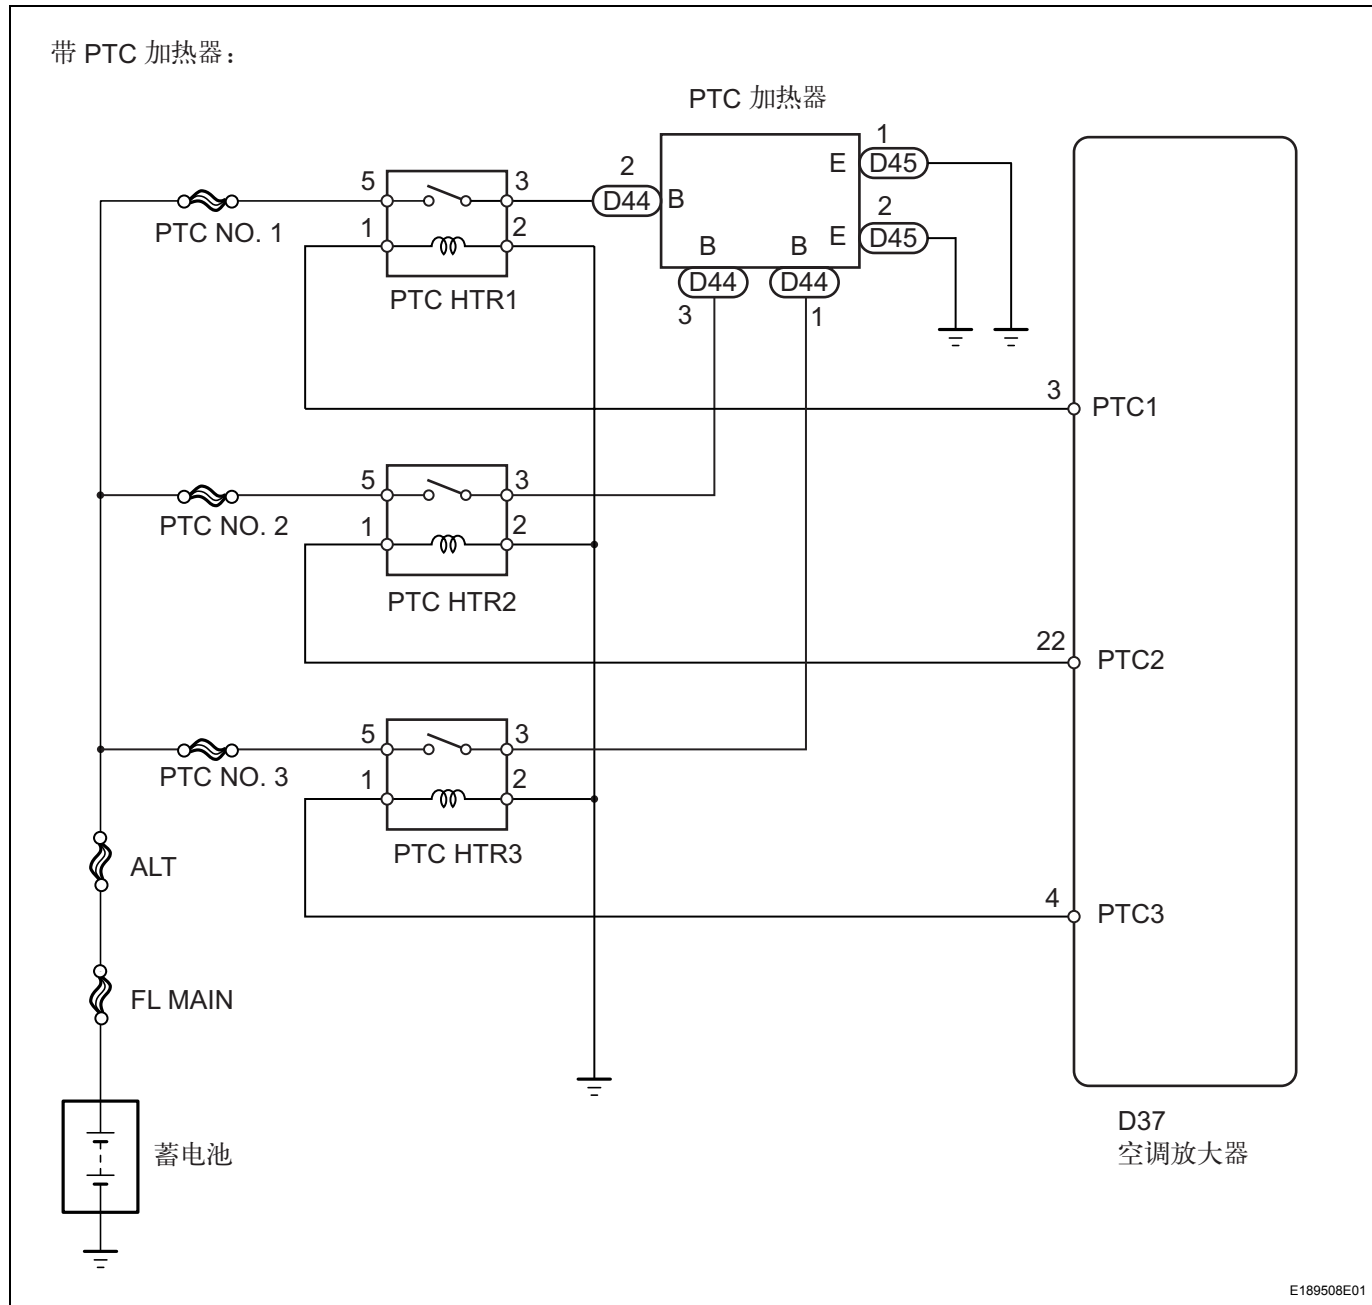 带 PTC 加热器：
PTC 加热器
1
2
5
3
E
D45
D44
B
PTC NO. 1
1
2
2
B
B
E
D45
PTC HTR1
D44
D44
3
1
3
PTC1
5
3
PTC NO. 2
1
2
PTC HTR2
22
PTC2
5
3
PTC NO. 3
1
2
PTC HTR3
ALT
4
PTC3
FL MAIN
D37
蓄电池
空调放大器
E189508E01